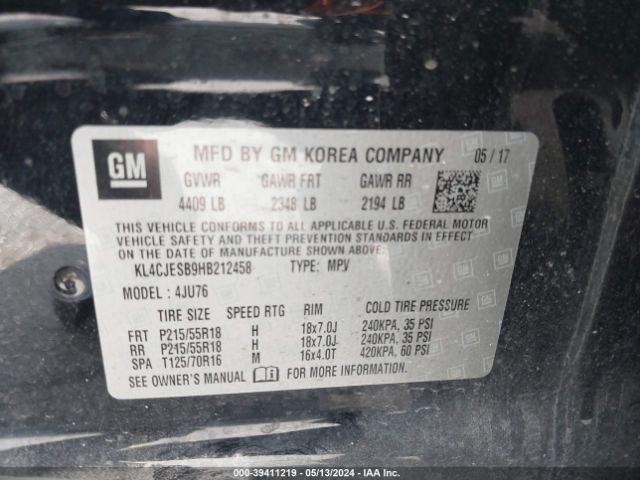 GM
MFD BY GM KOREA COMPANY 05/17
GVWR GAWR FRT GAWR RR
4409 LB 2348 LB 2194 LB
THIS VEHICLE CONFORMS TO ALL APPLICABLE U.S. FEDERAL MOTOR
VEHICLE SAFETY AND THEFT PREVENTION STANDARDS IN EFFECT
ON THE DATE OF MANUFACTURE SHOWN ABOVE.
KL4CJESB9HB212458 TYPE: MPV
MODEL: 4JU76
TIRE SIZE SPEED RTG RIM COLD TIRE PRESSURE
FRT P215/55R18 H 18x7.0J 240KPA, 35 PSI
RR P215/55R18 H 18x7.0J 240KPA, 35 PSI
SPA T125/70R16 M 16x4.0T 420KPA, 60 PSI
SEE OWNER'S MANUAL FOR MORE INFORMATION.
000-39411219 - 05/13/2024 - IAA Inc.